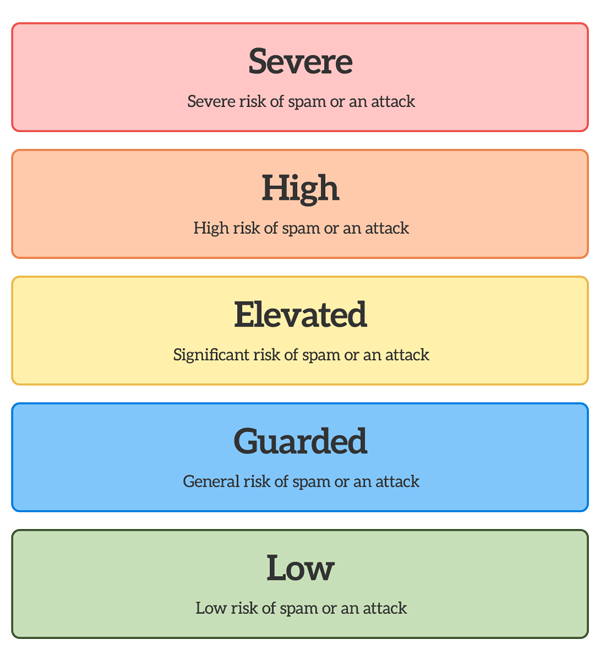 Severe
Severe risk of spam or an attack
High
High risk of spam or an attack
Elevated
Significant risk of spam or an attack
Guarded
General risk of spam or an attack
Low
Low risk of spam or an attack